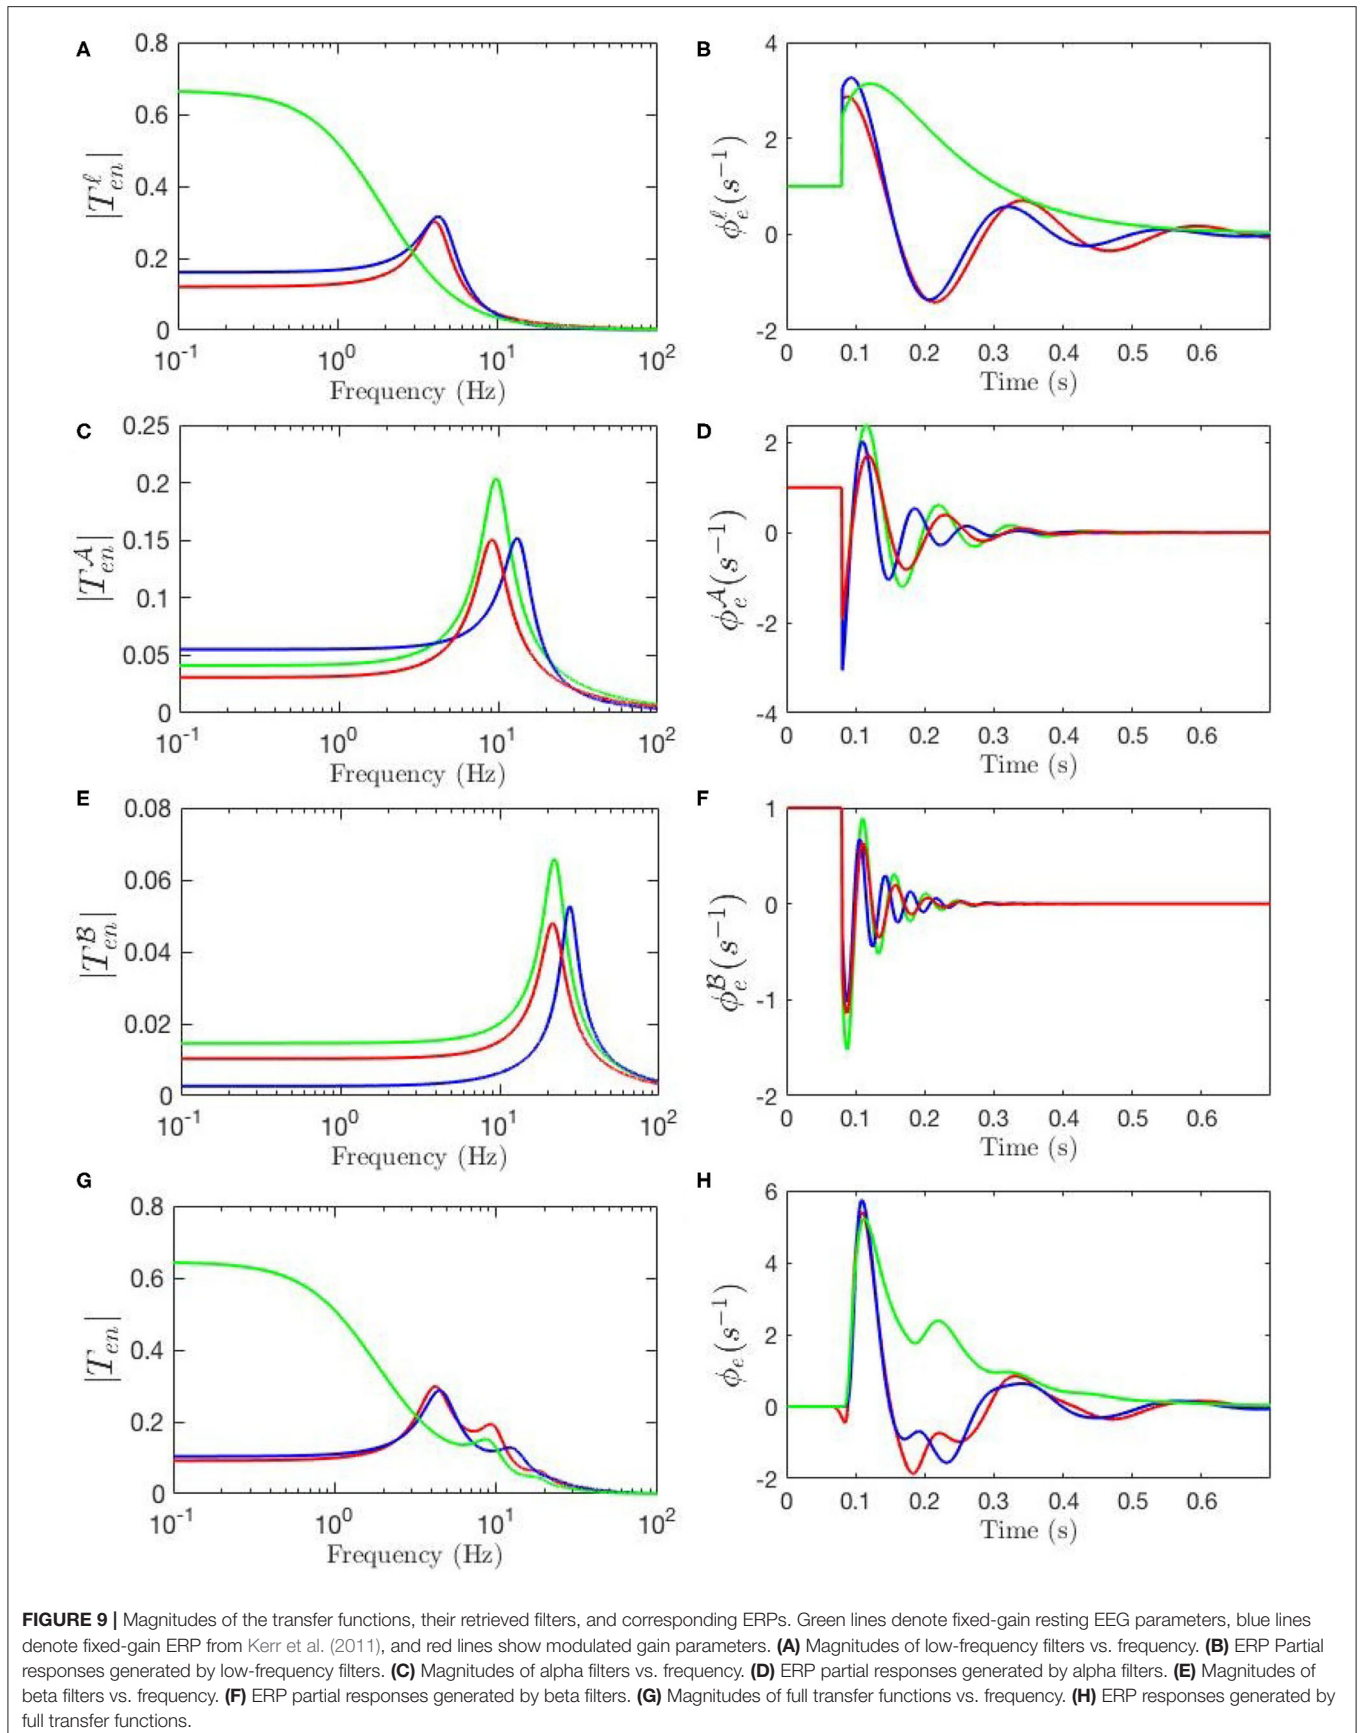 A
0.8
0.6
0.4
0.2
0
10^-1
10^0
10^1
10^2
|T^ℓ_en|
Frequency (Hz)
B
4
2
0
-2
0
0.1
0.2
0.3
0.4
0.5
0.6
ϕ^ℓ_e(s^-1)
Time (s)
C
0.25
0.2
0.15
0.1
0.05
0
10^-1
10^0
10^1
10^2
|T^A_en|
Frequency (Hz)
D
2
0
-2
-4
0
0.1
0.2
0.3
0.4
0.5
0.6
ϕ^A_e(s^-1)
Time (s)
E
0.08
0.06
0.04
0.02
0
10^-1
10^0
10^1
10^2
|T^B_en|
Frequency (Hz)
F
1
0
-1
-2
0
0.1
0.2
0.3
0.4
0.5
0.6
ϕ^B_e(s^-1)
Time (s)
G
0.8
0.6
0.4
0.2
0
10^-1
10^0
10^1
10^2
|T_en|
Frequency (Hz)
H
6
4
2
0
-2
0
0.1
0.2
0.3
0.4
0.5
0.6
ϕ_e(s^-1)
Time (s)
FIGURE 9 | Magnitudes of the transfer functions, their retrieved filters, and corresponding ERPs. Green lines denote fixed-gain resting EEG parameters, blue lines
denote fixed-gain ERP from Kerr et al. (2011), and red lines show modulated gain parameters. (A) Magnitudes of low-frequency filters vs. frequency. (B) ERP Partial
responses generated by low-frequency filters. (C) Magnitudes of alpha filters vs. frequency. (D) ERP partial responses generated by alpha filters. (E) Magnitudes of
beta filters vs. frequency. (F) ERP partial responses generated by beta filters. (G) Magnitudes of full transfer functions vs. frequency. (H) ERP responses generated by
full transfer functions.